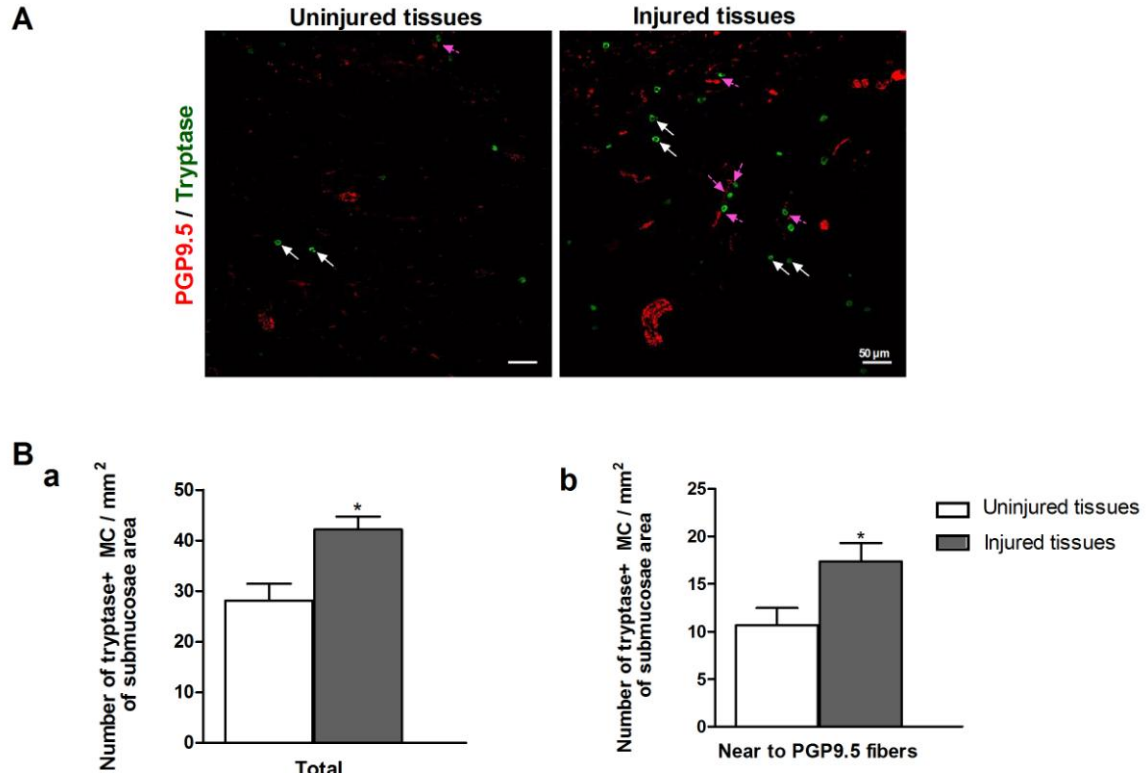 A
Uninjured tissues
Injured tissues
PGP9.5 / Tryptase
50 µm
B
a
Number of tryptase+ MC / mm²
of submucosae area
50
40
30
20
10
0
*
Total
b
Number of tryptase+ MC / mm²
of submucosae area
25
20
15
10
5
0
*
Near to PGP9.5 fibers
Uninjured tissues
Injured tissues